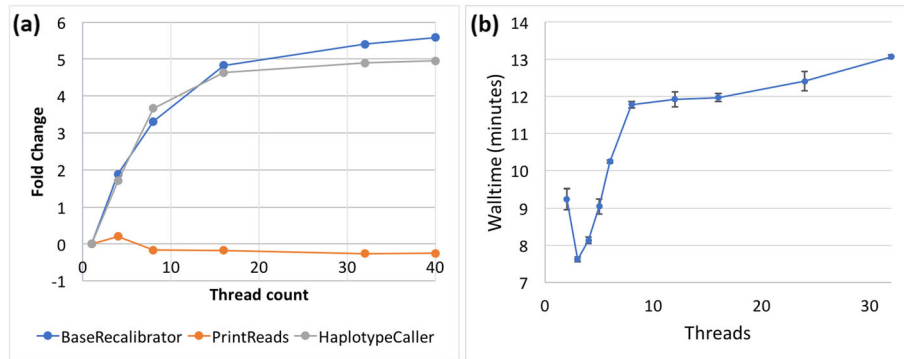 (a)
6
5
4
3
2
1
0
-1
Fold Change
0 10 20 30 40
Thread count
BaseRecalibrator PrintReads HaplotypeCaller
(b)
14
13
12
11
10
9
8
7
Walltime (minutes)
0 10 20 30
Threads